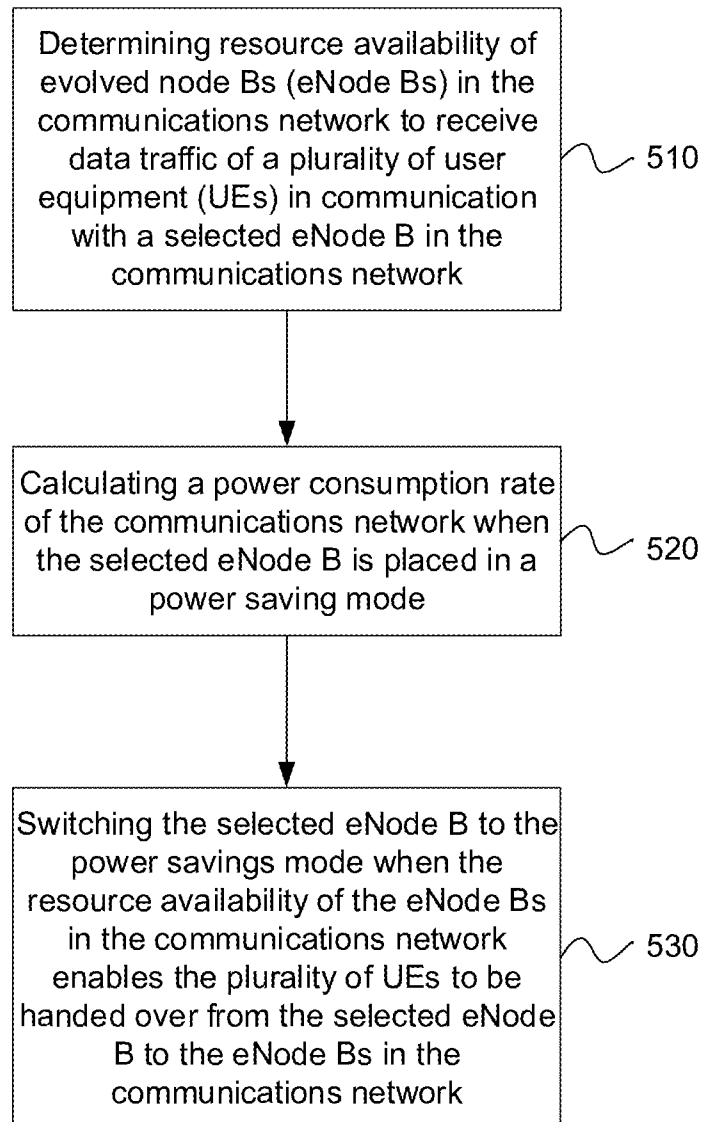 Determining resource availability of
evolved node Bs (eNode Bs) in the
communications network to receive
data traffic of a plurality of user
equipment (UEs) in communication
with a selected eNode B in the
communications network
510
Calculating a power consumption rate
of the communications network when
the selected eNode B is placed in a
power saving mode
520
Switching the selected eNode B to the
power savings mode when the
resource availability of the eNode Bs
in the communications network
enables the plurality of UEs to be
handed over from the selected eNode
B to the eNode Bs in the
communications network
530